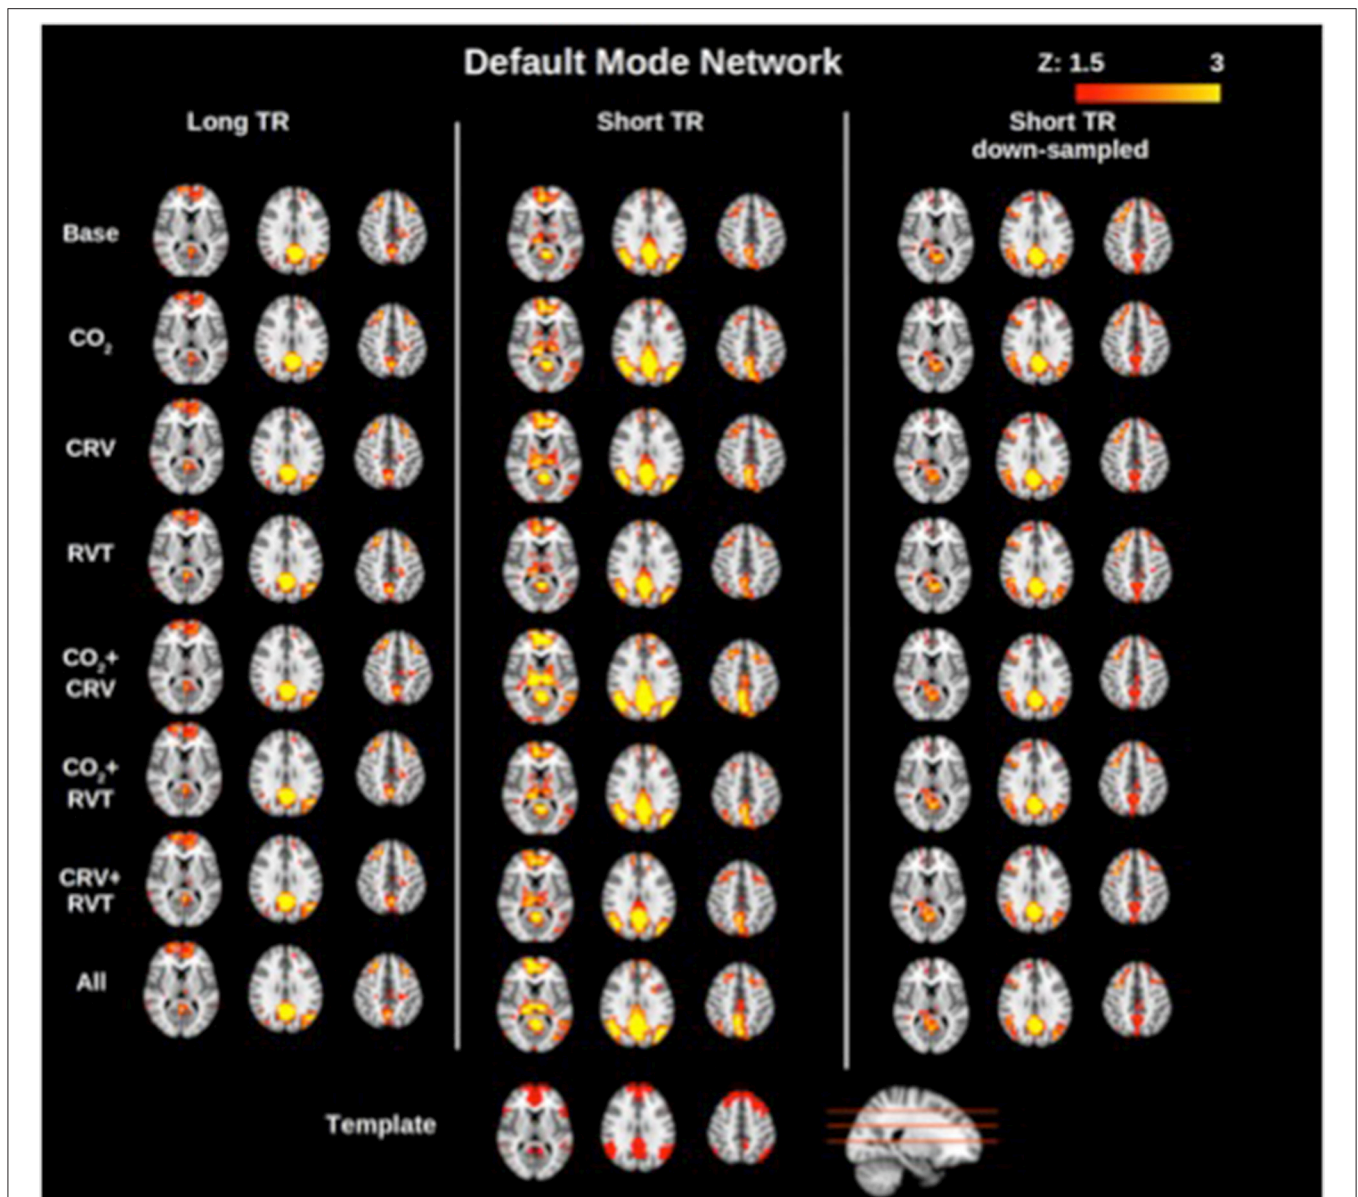 Default Mode Network
Z: 1.5 3
Long TR
Short TR
Short TR
down-sampled
Base
CO₂
CRV
RVT
CO₂+
CRV
CO₂+
RVT
CRV+
RVT
All
Template